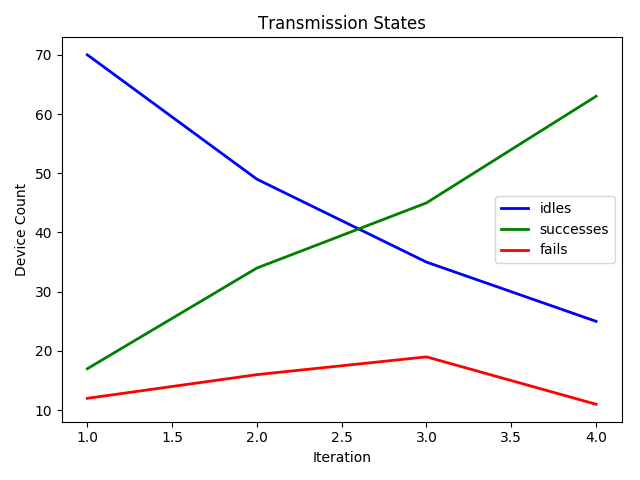 Transmission States
70
60
50
40
30
20
10
Device Count
idles
successes
fails
1.0 1.5 2.0 2.5 3.0 3.5 4.0
Iteration